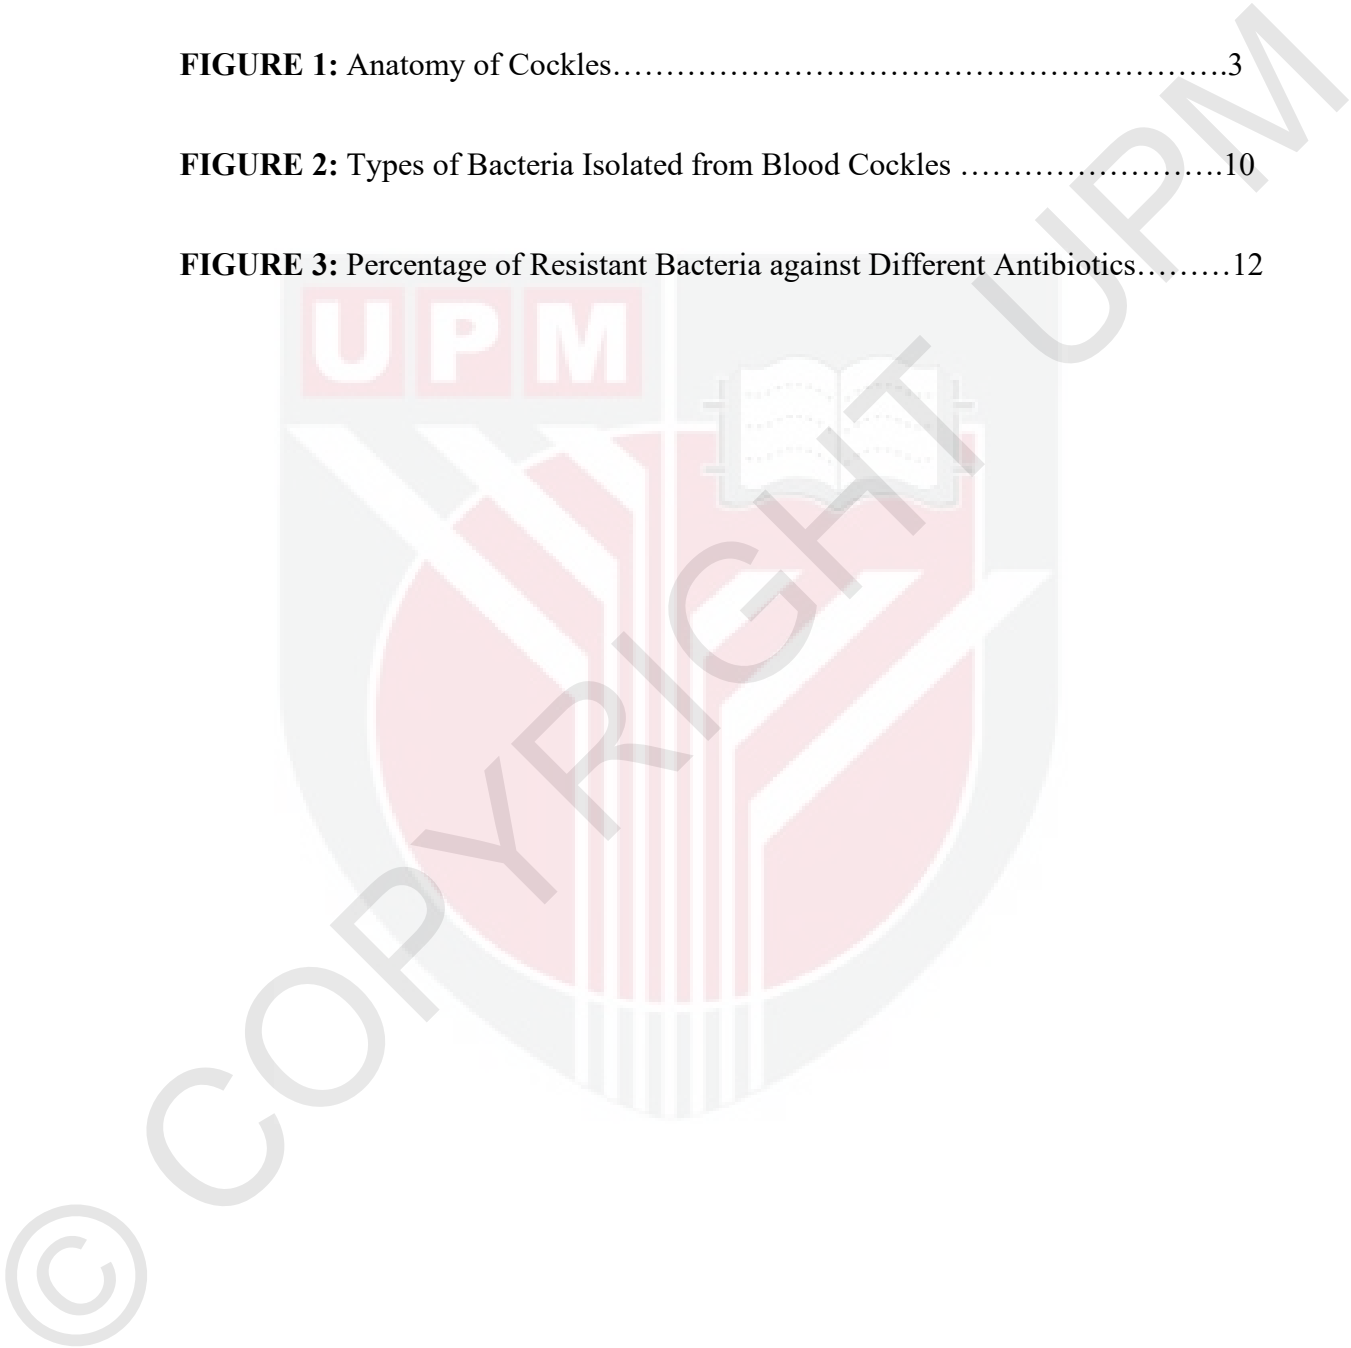 FIGURE 1: Anatomy of Cockles……………………………………………………….3
FIGURE 2: Types of Bacteria Isolated from Blood Cockles …………………….10
FIGURE 3: Percentage of Resistant Bacteria against Different Antibiotics………12
UPM
© COPYRIGHT UPM